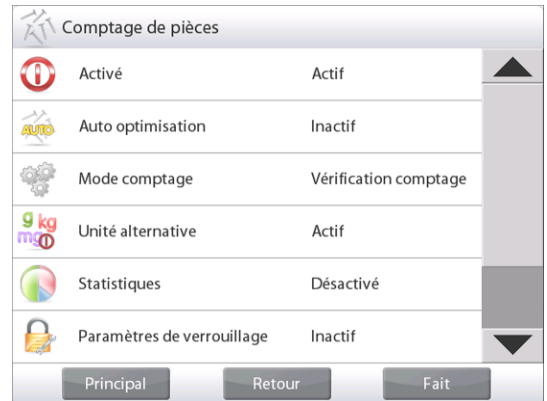 Comptage de pièces
Activé Actif
AUTO Auto optimisation Inactif
Mode comptage Vérification comptage
g kg mg Unité alternative Actif
Statistiques Désactivé
Paramètres de verrouillage Inactif
Principal Retour Fait